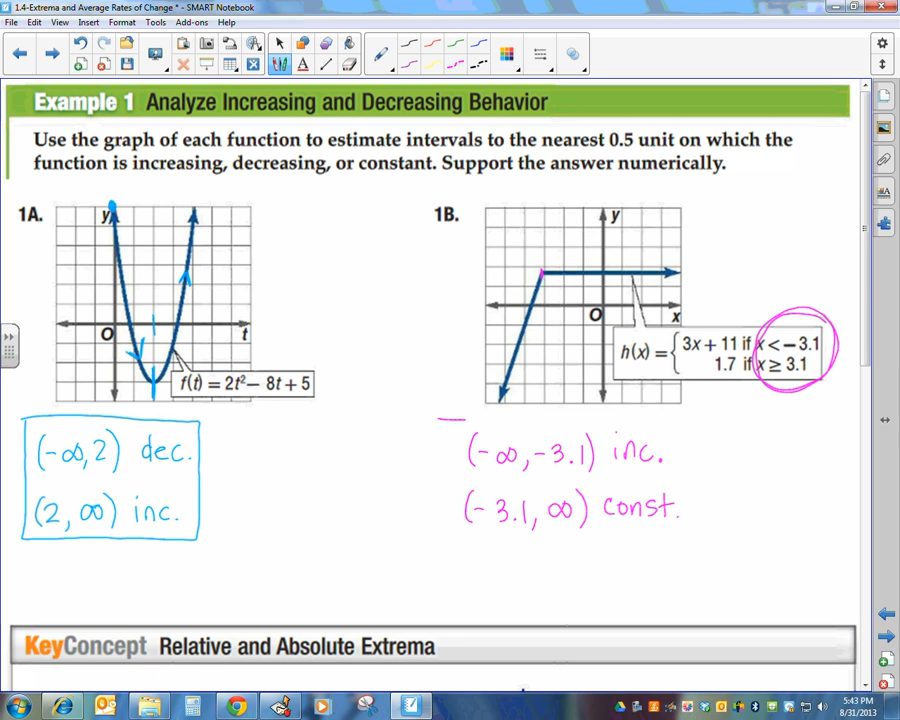 1.4-Extrema and Average Rates of Change * - SMART Notebook
File Edit View Insert Format Tools Add-ons Help
Example 1 Analyze Increasing and Decreasing Behavior
Use the graph of each function to estimate intervals to the nearest 0.5 unit on which the
function is increasing, decreasing, or constant. Support the answer numerically.
1A.
y
O
t
f(t) = 2t² − 8t + 5
(-∞,2) dec.
(2, ∞) inc.
1B.
y
O
x
h(x) = { 3x + 11 if x < −3.1
1.7 if x ≥ 3.1
(-∞,-3.1) inc.
(-3.1, ∞) const.
KeyConcept Relative and Absolute Extrema
5:43 PM
8/31/2013